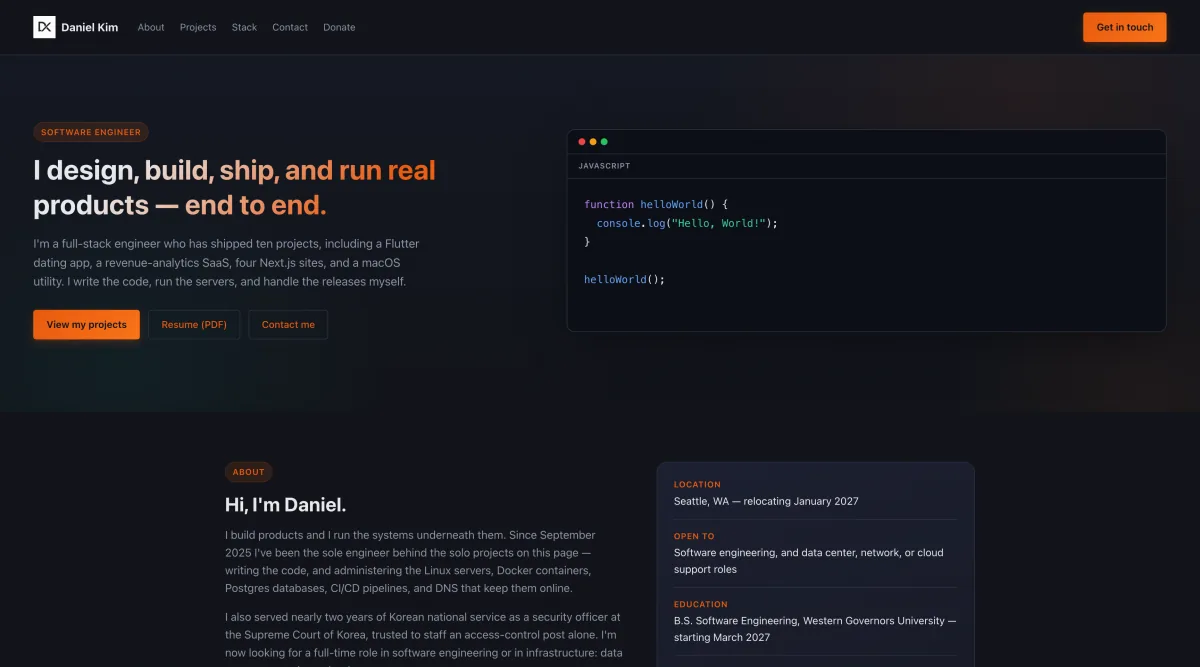 DK Daniel Kim About Projects Stack Contact Donate Get in touch
SOFTWARE ENGINEER
I design, build, ship, and run real
products — end to end.
I'm a full-stack engineer who has shipped ten projects, including a Flutter
dating app, a revenue-analytics SaaS, four Next.js sites, and a macOS
utility. I write the code, run the servers, and handle the releases myself.
View my projects Resume (PDF) Contact me
JAVASCRIPT
function helloWorld() {
  console.log("Hello, World!");
}
helloWorld();
ABOUT
Hi, I'm Daniel.
I build products and I run the systems underneath them. Since September
2025 I've been the sole engineer behind the solo projects on this page —
writing the code, and administering the Linux servers, Docker containers,
Postgres databases, CI/CD pipelines, and DNS that keep them online.
I also served nearly two years of Korean national service as a security officer at
the Supreme Court of Korea, trusted to staff an access-control post alone. I'm
now looking for a full-time role in software engineering or in infrastructure: data
LOCATION
Seattle, WA — relocating January 2027
OPEN TO
Software engineering, and data center, network, or cloud
support roles
EDUCATION
B.S. Software Engineering, Western Governors University —
starting March 2027